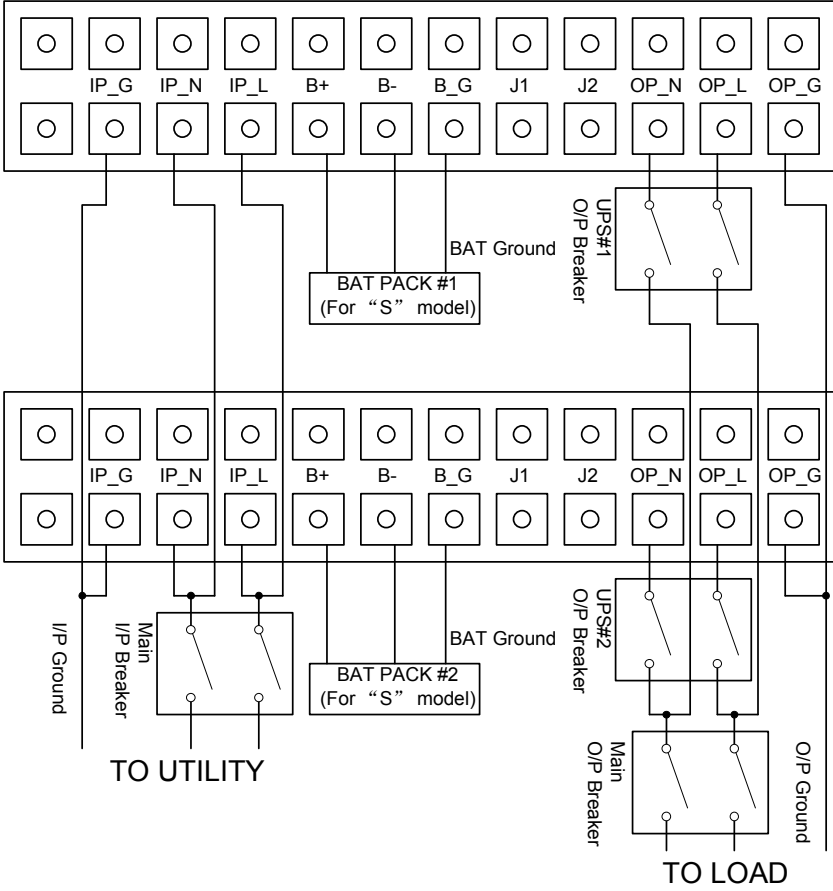 IP_G IP_N IP_L B+ B- B_G J1 J2 OP_N OP_L OP_G
UPS#1
O/P Breaker
BAT Ground
BAT PACK #1
(For “S” model)
IP_G IP_N IP_L B+ B- B_G J1 J2 OP_N OP_L OP_G
I/P Ground
Main
I/P Breaker
BAT Ground
BAT PACK #2
(For “S” model)
UPS#2
O/P Breaker
TO UTILITY
Main
O/P Breaker
O/P Ground
TO LOAD